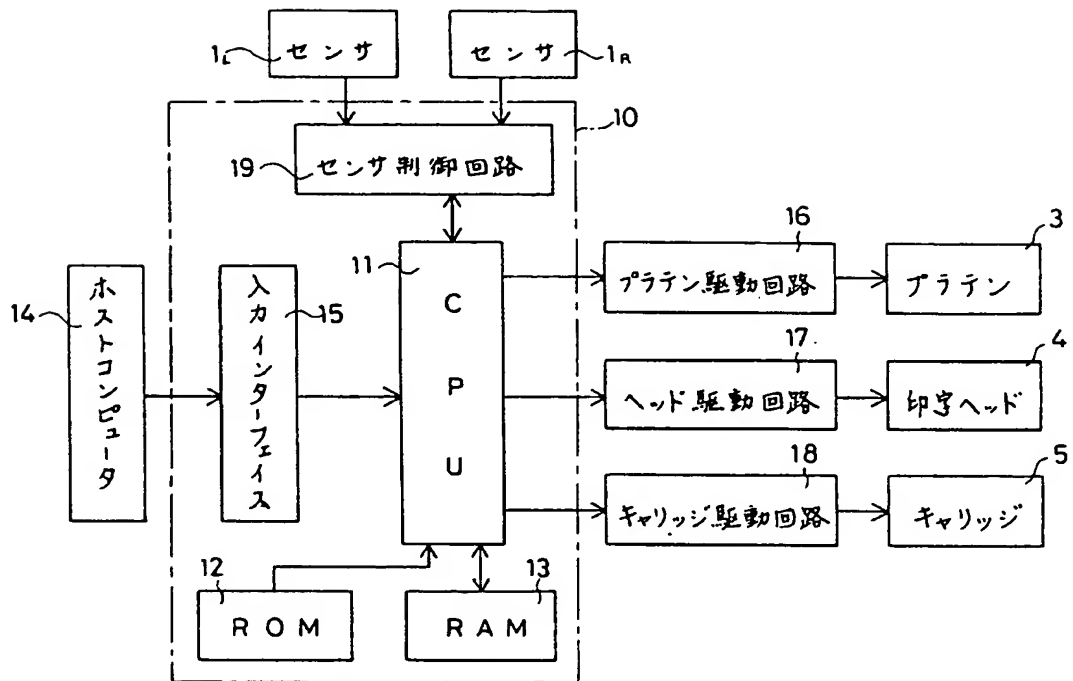 1L センサ
センサ 1R
10
19 センサ制御回路
14 ホストコンピュータ
入力インターフェイス 15
11 CPU
16
プラテン駆動回路
3
プラテン
17
ヘッド駆動回路
4
印字ヘッド
18
キャリッジ駆動回路
5
キャリッジ
12
ROM
13
RAM